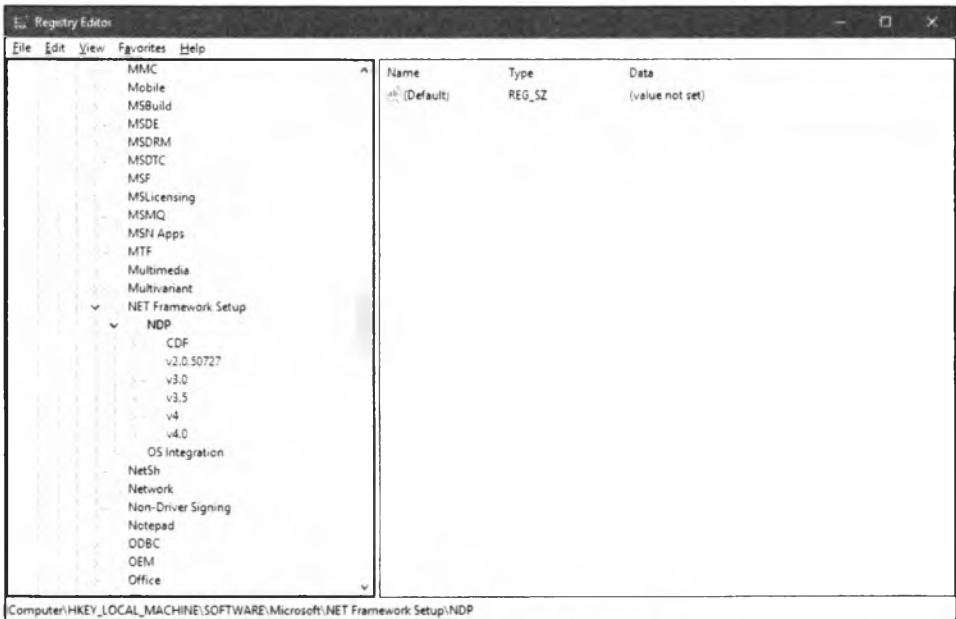 Registry Editor
File Edit View Favorites Help
MMC
Mobile
MSBuild
MSDE
MSDRM
MSDTC
MSF
MSLicensing
MSMQ
MSN Apps
MTF
Multimedia
Multivariant
NET Framework Setup
NDP
CDF
v2.0.50727
v3.0
v3.5
v4
v4.0
OS Integration
NetSh
Network
Non-Driver Signing
Notepad
ODBC
OEM
Office
Name Type Data
ab (Default) REG_SZ (value not set)
Computer\HKEY_LOCAL_MACHINE\SOFTWARE\Microsoft\NET Framework Setup\NDP